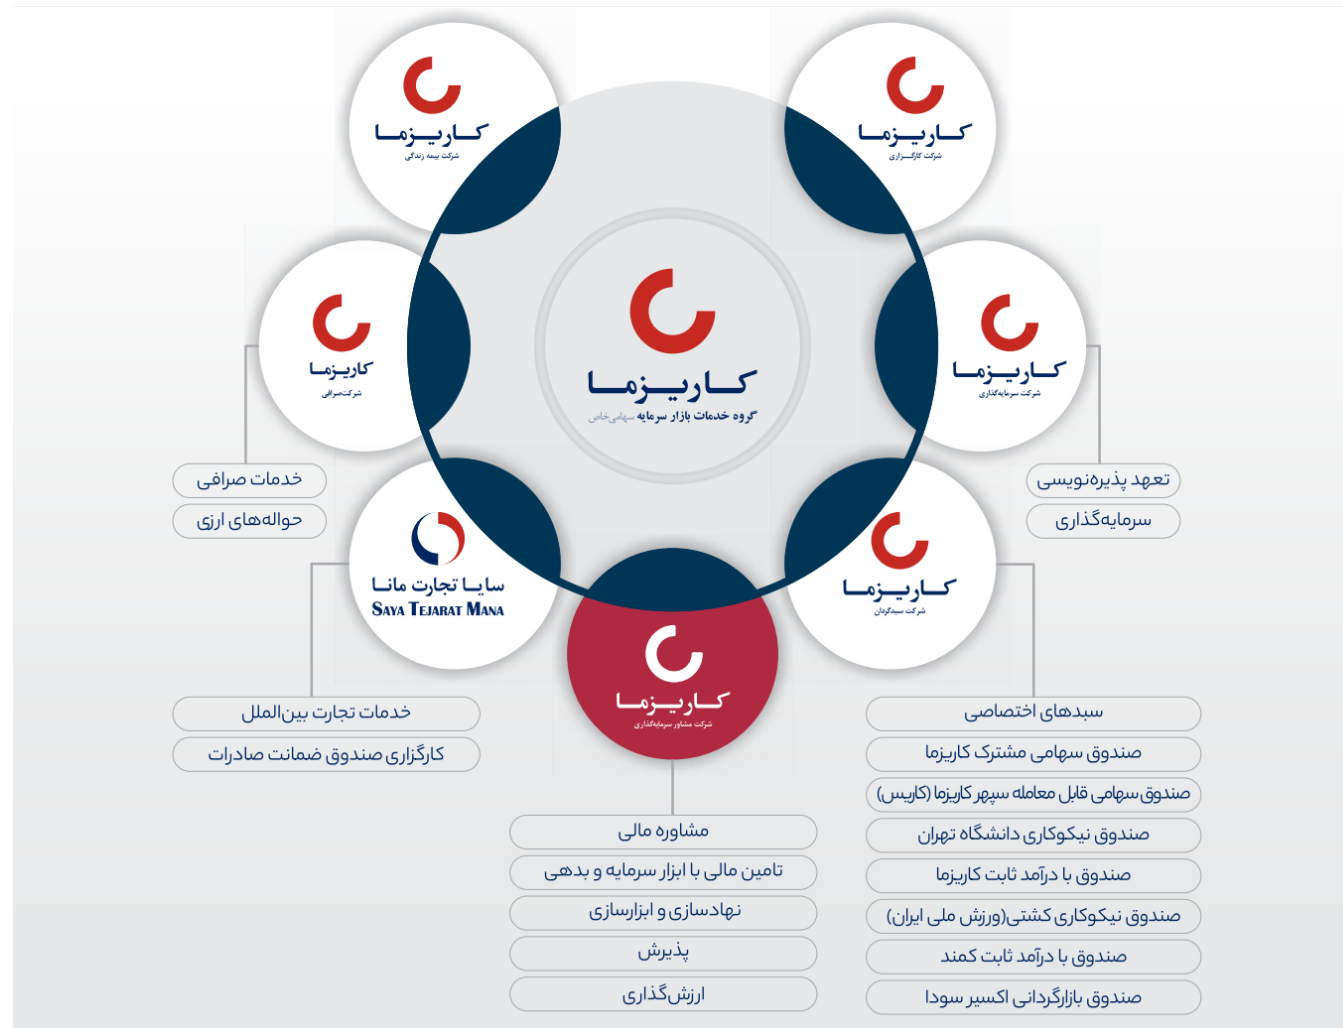 کاریزما
شرکت کارگزاری
کاریزما
شرکت بیمه زندگی
کاریزما
گروه خدمات بازار سرمایه سهامی‌خاص
کاریزما
شرکت سرمایه‌گذاری
تعهد پذیره‌نویسی
سرمایه‌گذاری
کاریزما
شرکت صرافی
خدمات صرافی
حواله‌های ارزی
کاریزما
شرکت سبدگردان
سبدهای اختصاصی
صندوق سهامی مشترک کاریزما
صندوق سهامی قابل معامله سپهر کاریزما (کاریس)
صندوق نیکوکاری دانشگاه تهران
صندوق با درآمد ثابت کاریزما
صندوق نیکوکاری کشتی(ورزش ملی ایران)
صندوق با درآمد ثابت کمند
صندوق بازارگردانی اکسیر سودا
کاریزما
شرکت مشاور سرمایه‌گذاری
مشاوره مالی
تامین مالی با ابزار سرمایه و بدهی
نهادسازی و ابزارسازی
پذیرش
ارزش‌گذاری
سایا تجارت مانا
SAYA TEJARAT MANA
خدمات تجارت بین‌الملل
کارگزاری صندوق ضمانت صادرات